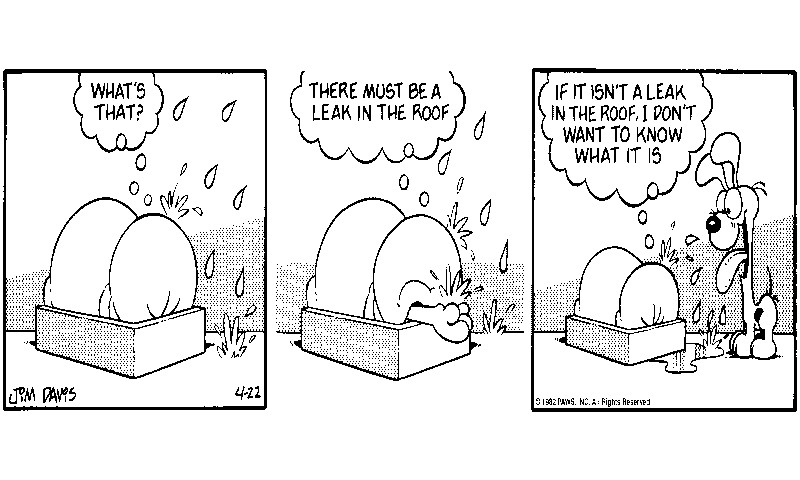 WHAT'S
THAT?
THERE MUST BE A
LEAK IN THE ROOF
IF IT ISN'T A LEAK
IN THE ROOF, I DON'T
WANT TO KNOW
WHAT IT IS
JIM DAVIS
4-22
© 1982 PAWS, INC. All Rights Reserved